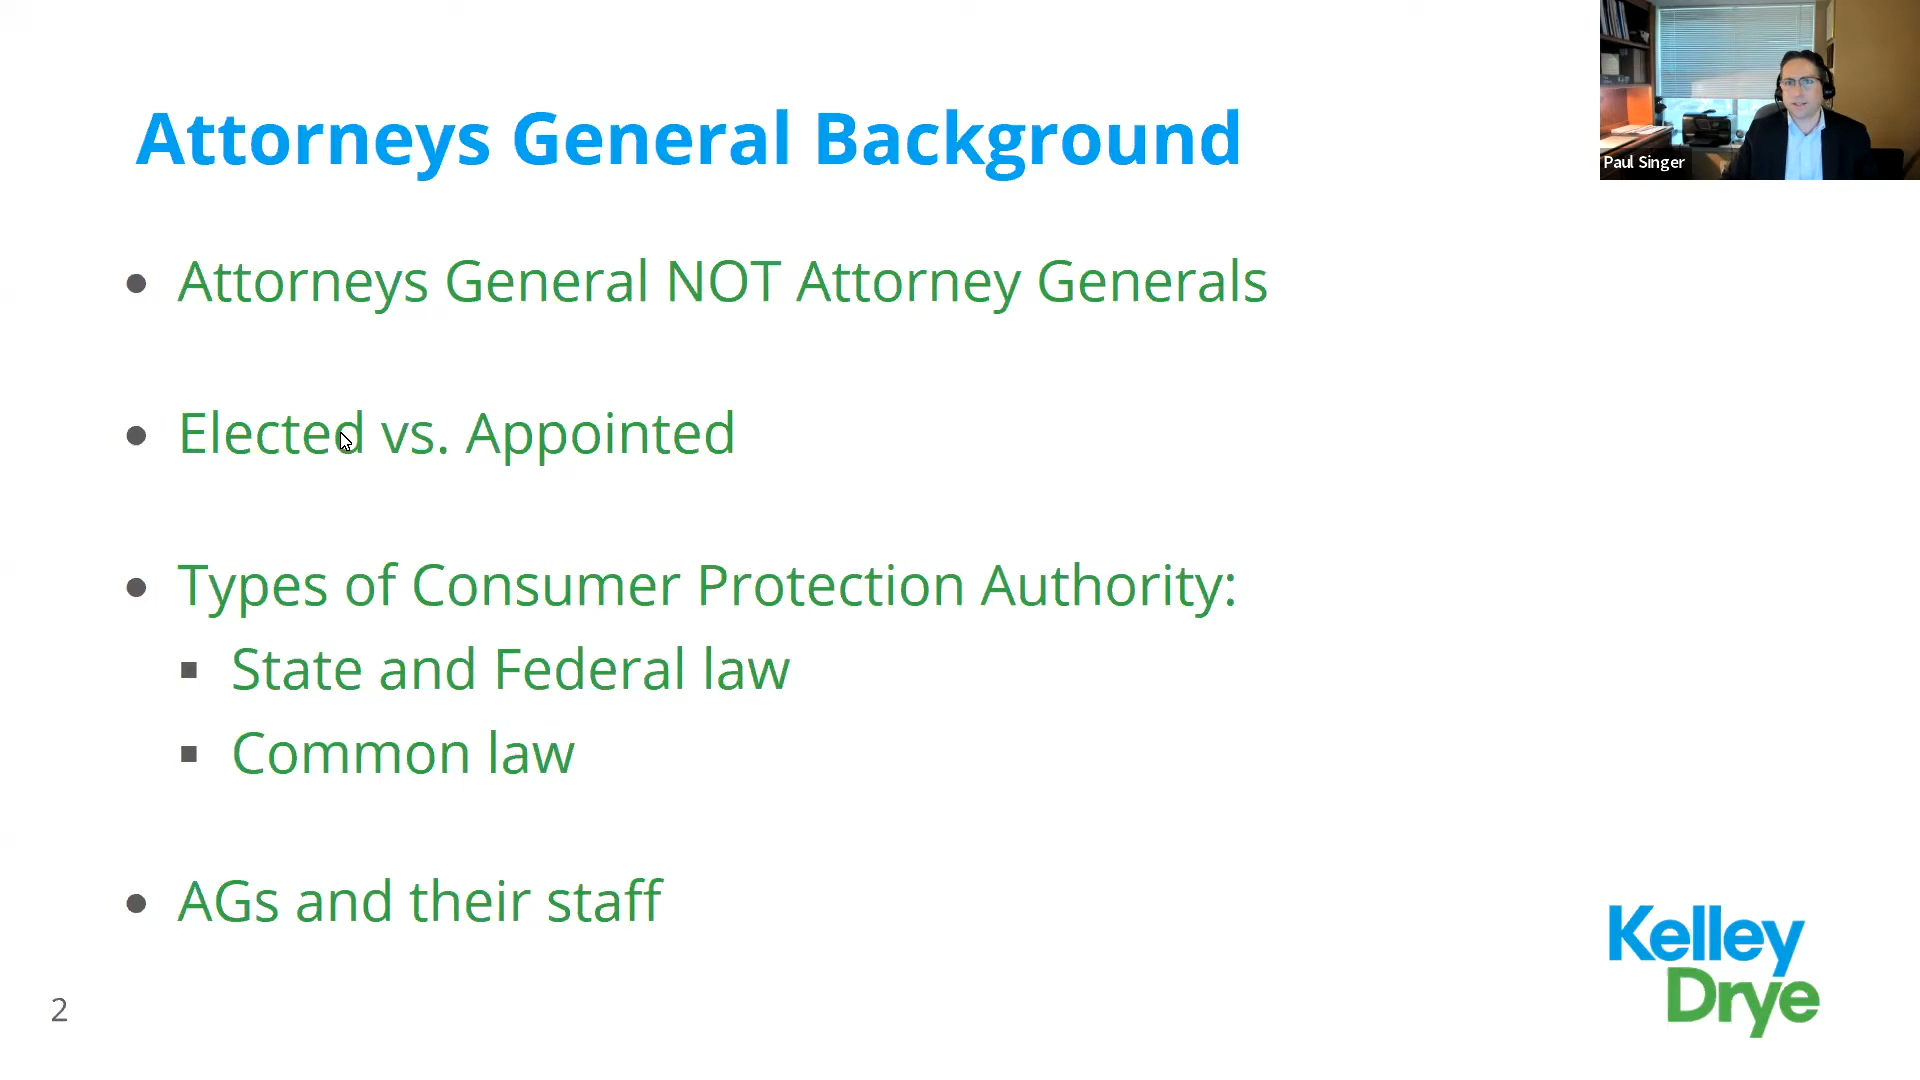 Attorneys General Background
Paul Singer
• Attorneys General NOT Attorney Generals
• Elected vs. Appointed
• Types of Consumer Protection Authority:
▪ State and Federal law
▪ Common law
• AGs and their staff
Kelley
Drye
2